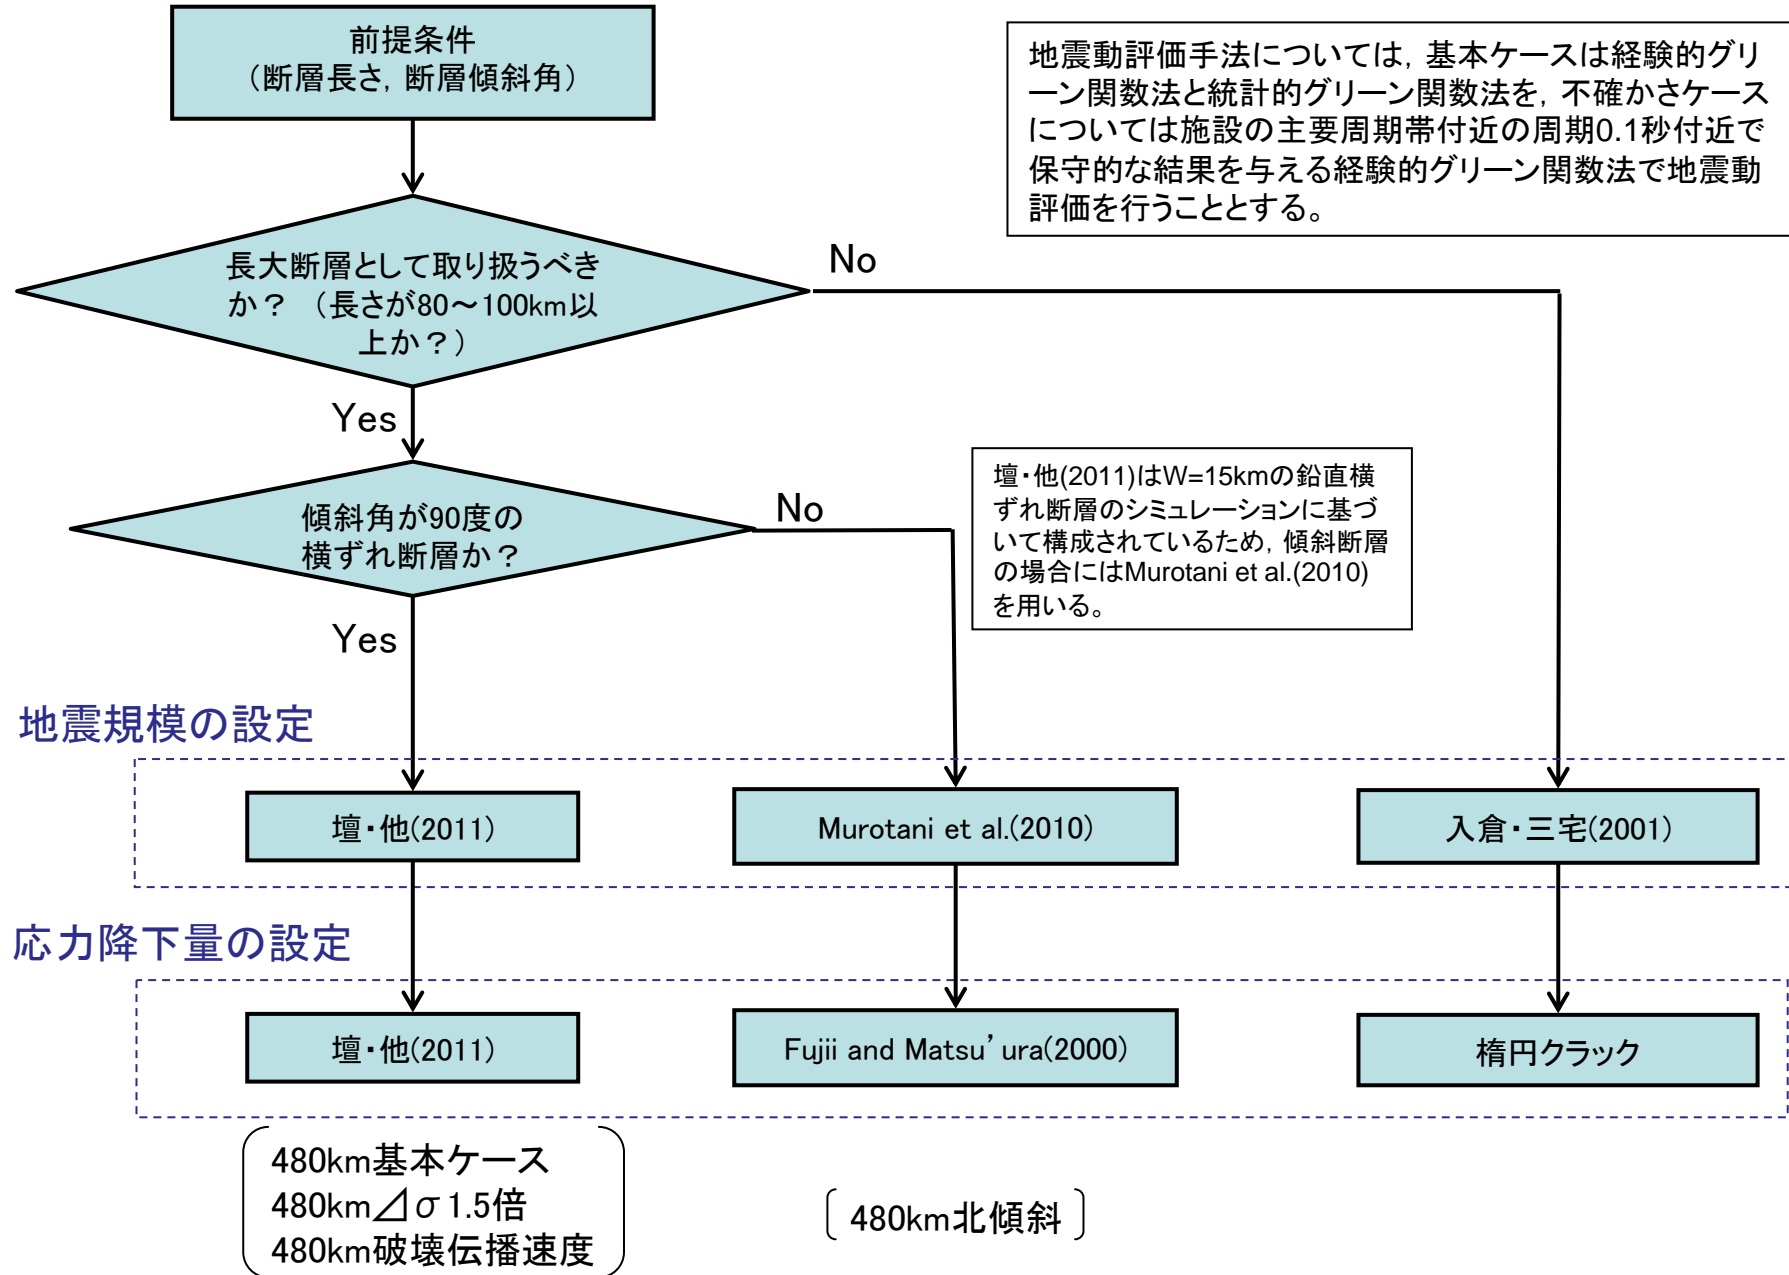 前提条件
（断層長さ，断層傾斜角）
地震動評価手法については，基本ケースは経験的グリ
ーン関数法と統計的グリーン関数法を，不確かさケース
については施設の主要周期帯付近の周期0.1秒付近で
保守的な結果を与える経験的グリーン関数法で地震動
評価を行うこととする。
長大断層として取り扱うべき
か？（長さが80～100km以
上か？）
No
Yes
傾斜角が90度の
横ずれ断層か？
No
壇・他(2011)はW=15kmの鉛直横
ずれ断層のシミュレーションに基づ
いて構成されているため，傾斜断層
の場合にはMurotani et al.(2010)
を用いる。
Yes
地震規模の設定
壇・他(2011)
Murotani et al.(2010)
入倉・三宅(2001)
応力降下量の設定
壇・他(2011)
Fujii and Matsu’ura(2000)
楕円クラック
480km基本ケース
480km⊿σ1.5倍
480km破壊伝播速度
480km北傾斜